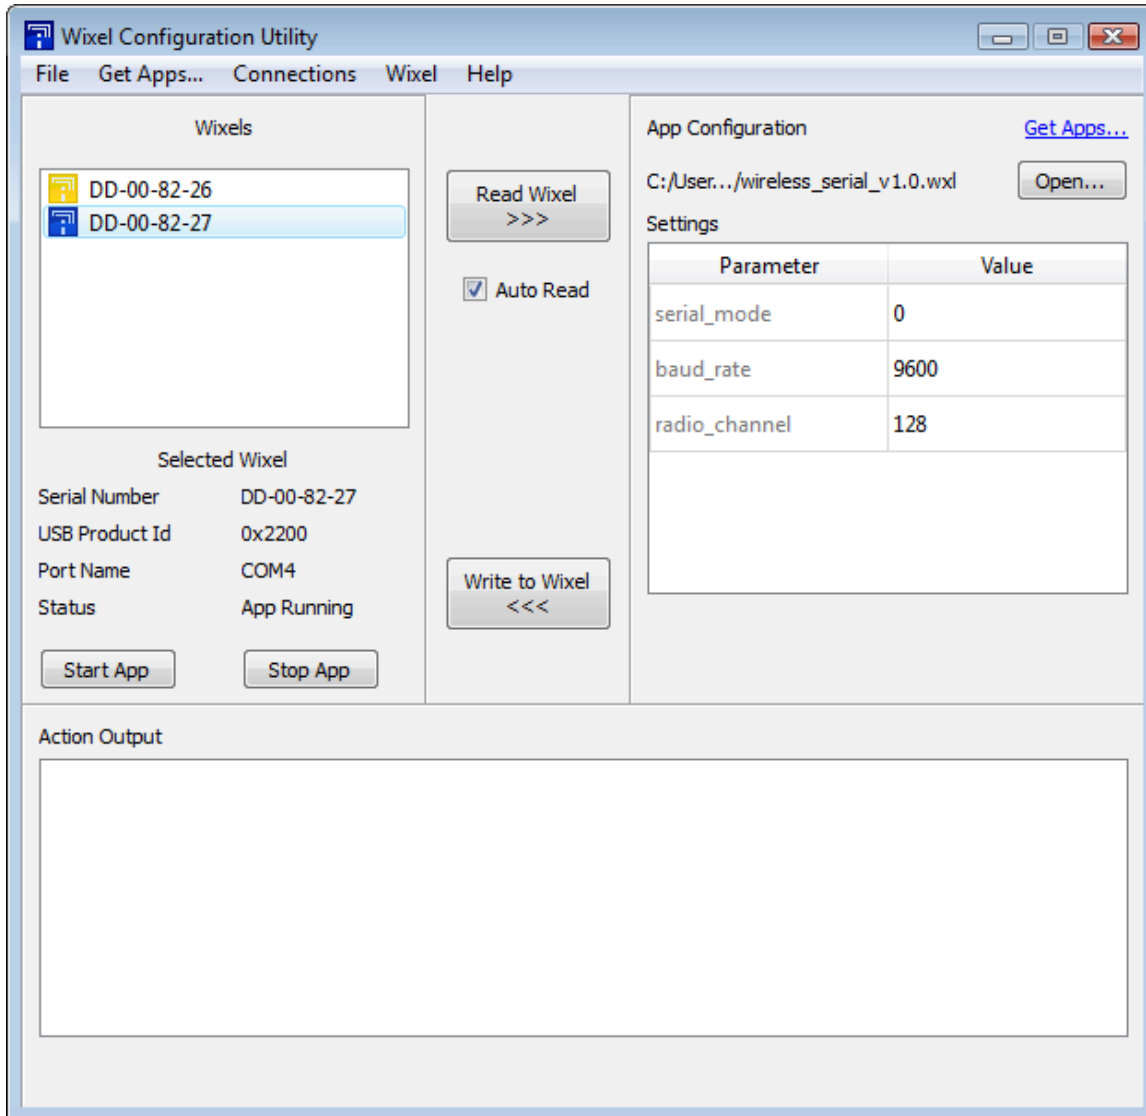 Wixel Configuration Utility
File Get Apps... Connections Wixel Help
Wixels
DD-00-82-26
DD-00-82-27
Selected Wixel
Serial Number DD-00-82-27
USB Product Id 0x2200
Port Name COM4
Status App Running
Start App Stop App
Read Wixel
>>>
Auto Read
Write to Wixel
<<<
App Configuration Get Apps...
C:/User.../wireless_serial_v1.0.wxl Open...
Settings
Parameter Value
serial_mode 0
baud_rate 9600
radio_channel 128
Action Output